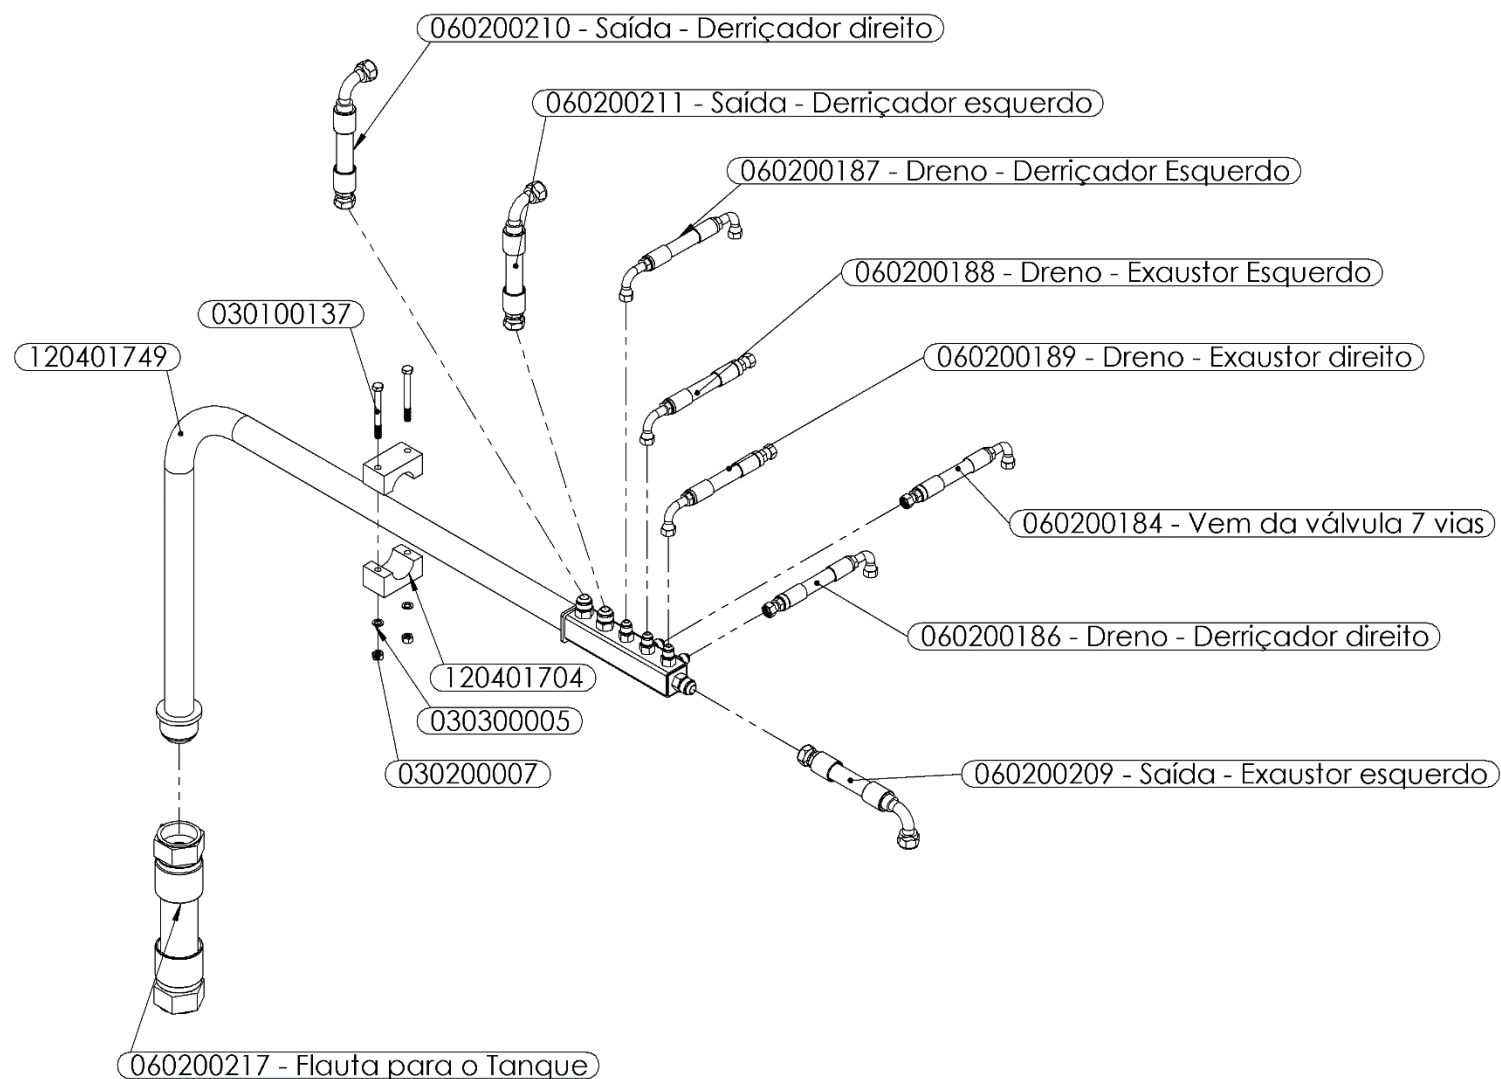 060200210 - Saída - Derriçador direito
060200211 - Saída - Derriçador esquerdo
060200187 - Dreno - Derriçador Esquerdo
060200188 - Dreno - Exaustor Esquerdo
030100137
120401749
060200189 - Dreno - Exaustor direito
060200184 - Vem da válvula 7 vias
060200186 - Dreno - Derriçador direito
120401704
030300005
030200007
060200209 - Saída - Exaustor esquerdo
060200217 - Flauta para o Tanque